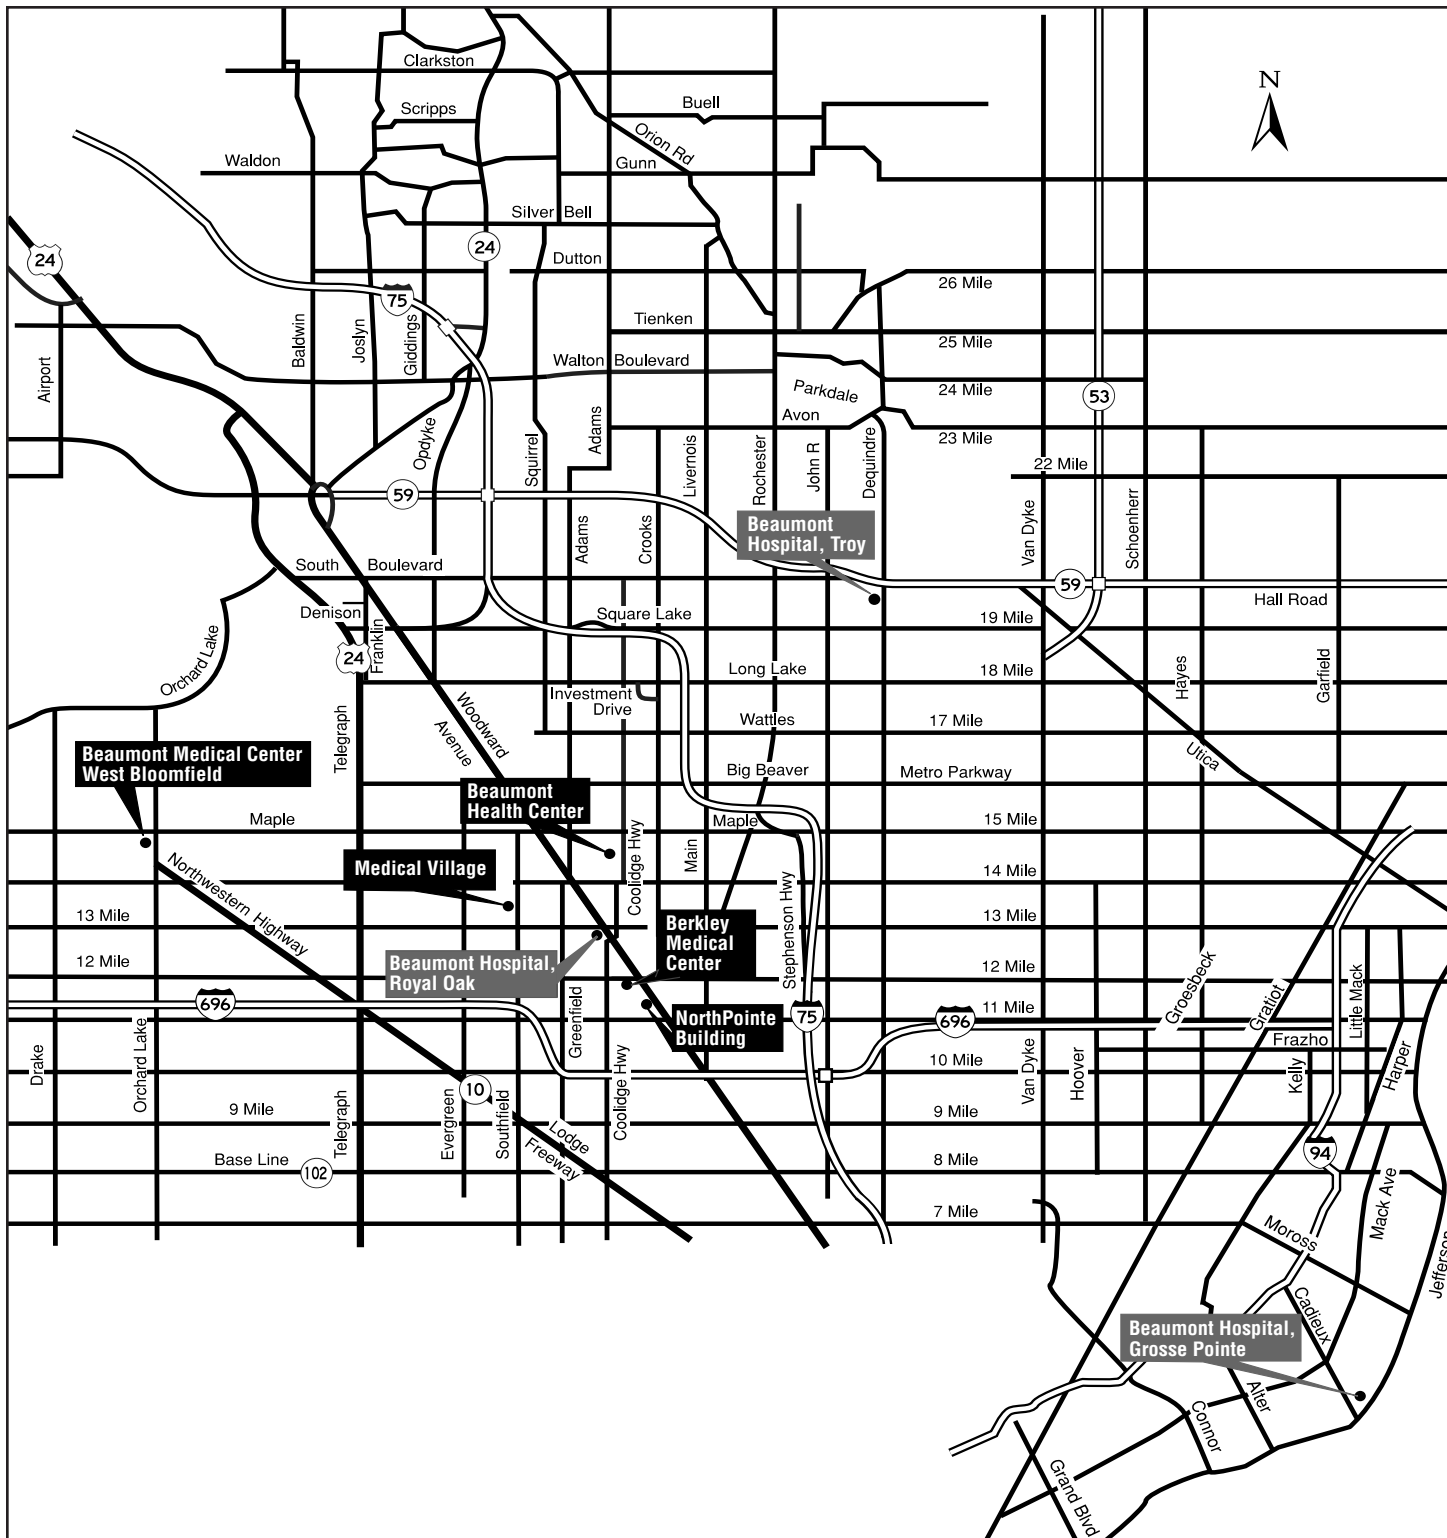 Clarkston
N
Scripps
Buell
Orion Rd
Waldon
Gunn
Silver Bell
24
24
Dutton
26 Mile
75
Tienken
25 Mile
Baldwin
Joslyn
Giddings
Airport
Walton Boulevard
Parkdale
24 Mile
53
Adams
Avon
23 Mile
Opdyke
Squirrel
Livernois
Rochester
John R
Dequindre
22 Mile
59
Van Dyke
Schoenherr
Adams
Crooks
Beaumont
Hospital, Troy
South Boulevard
59
Hall Road
Denison
Square Lake
19 Mile
Franklin
Orchard Lake
24
Long Lake
18 Mile
Hayes
Garfield
Investment
Drive
Woodward
Avenue
Wattles
17 Mile
Telegraph
Utica
Beaumont Medical Center
West Bloomfield
Big Beaver
Metro Parkway
Beaumont
Health Center
Maple
Maple
15 Mile
Coolidge Hwy
Main
Medical Village
14 Mile
Northwestern Highway
13 Mile
Berkley
Medical
Center
Stephenson Hwy
13 Mile
12 Mile
Beaumont Hospital,
Royal Oak
12 Mile
Groesbeck
Gratiot
Little Mack
696
11 Mile
NorthPointe
Building
75
696
Greenfield
Frazho
Drake
Orchard Lake
10 Mile
Van Dyke
Hoover
Kelly
Harper
10
Coolidge Hwy
9 Mile
Telegraph
Evergreen
Southfield
9 Mile
Lodge
Freeway
94
Base Line
102
8 Mile
Mack Ave
7 Mile
Moross
Jefferson
Cadieux
Beaumont Hospital,
Grosse Pointe
Alter
Connor
Grand Blvd